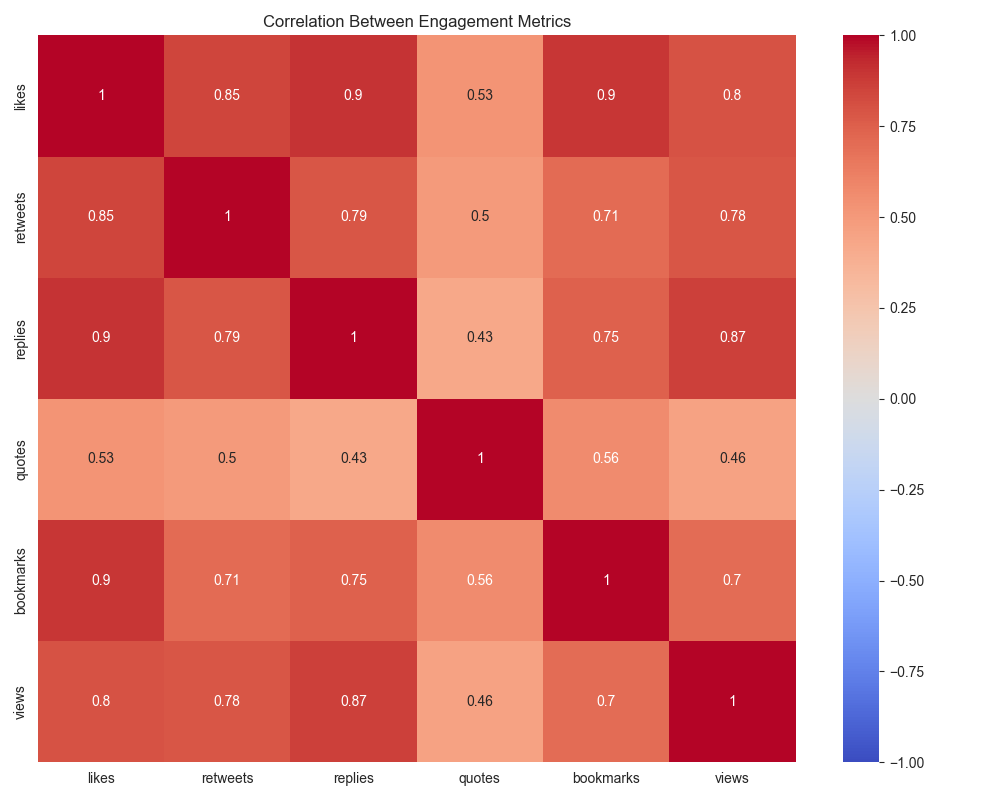 Correlation Between Engagement Metrics
likes 1 0.85 0.9 0.53 0.9 0.8
retweets 0.85 1 0.79 0.5 0.71 0.78
replies 0.9 0.79 1 0.43 0.75 0.87
quotes 0.53 0.5 0.43 1 0.56 0.46
bookmarks 0.9 0.71 0.75 0.56 1 0.7
views 0.8 0.78 0.87 0.46 0.7 1
likes retweets replies quotes bookmarks views
1.00
0.75
0.50
0.25
0.00
−0.25
−0.50
−0.75
−1.00